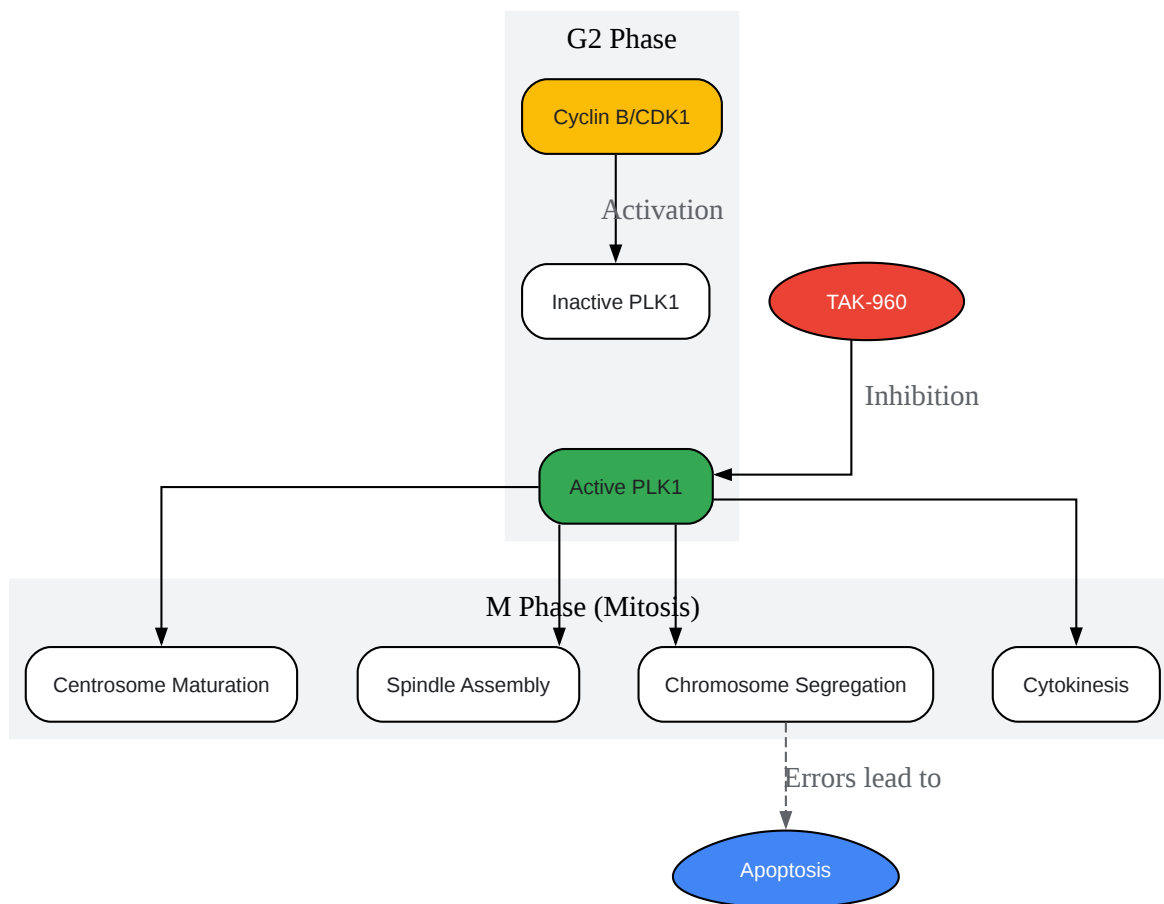 G2 Phase
Cyclin B/CDK1
Activation
Inactive PLK1
TAK-960
Inhibition
Active PLK1
M Phase (Mitosis)
Centrosome Maturation
Spindle Assembly
Chromosome Segregation
Cytokinesis
Errors lead to
Apoptosis